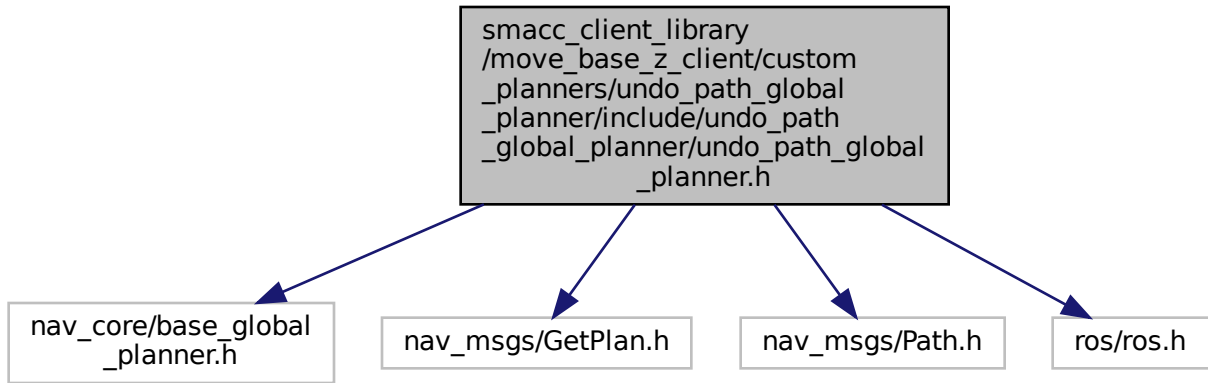 smacc_client_library
/move_base_z_client/custom
_planners/undo_path_global
_planner/include/undo_path
_global_planner/undo_path_global
_planner.h
nav_core/base_global
_planner.h
nav_msgs/GetPlan.h
nav_msgs/Path.h
ros/ros.h